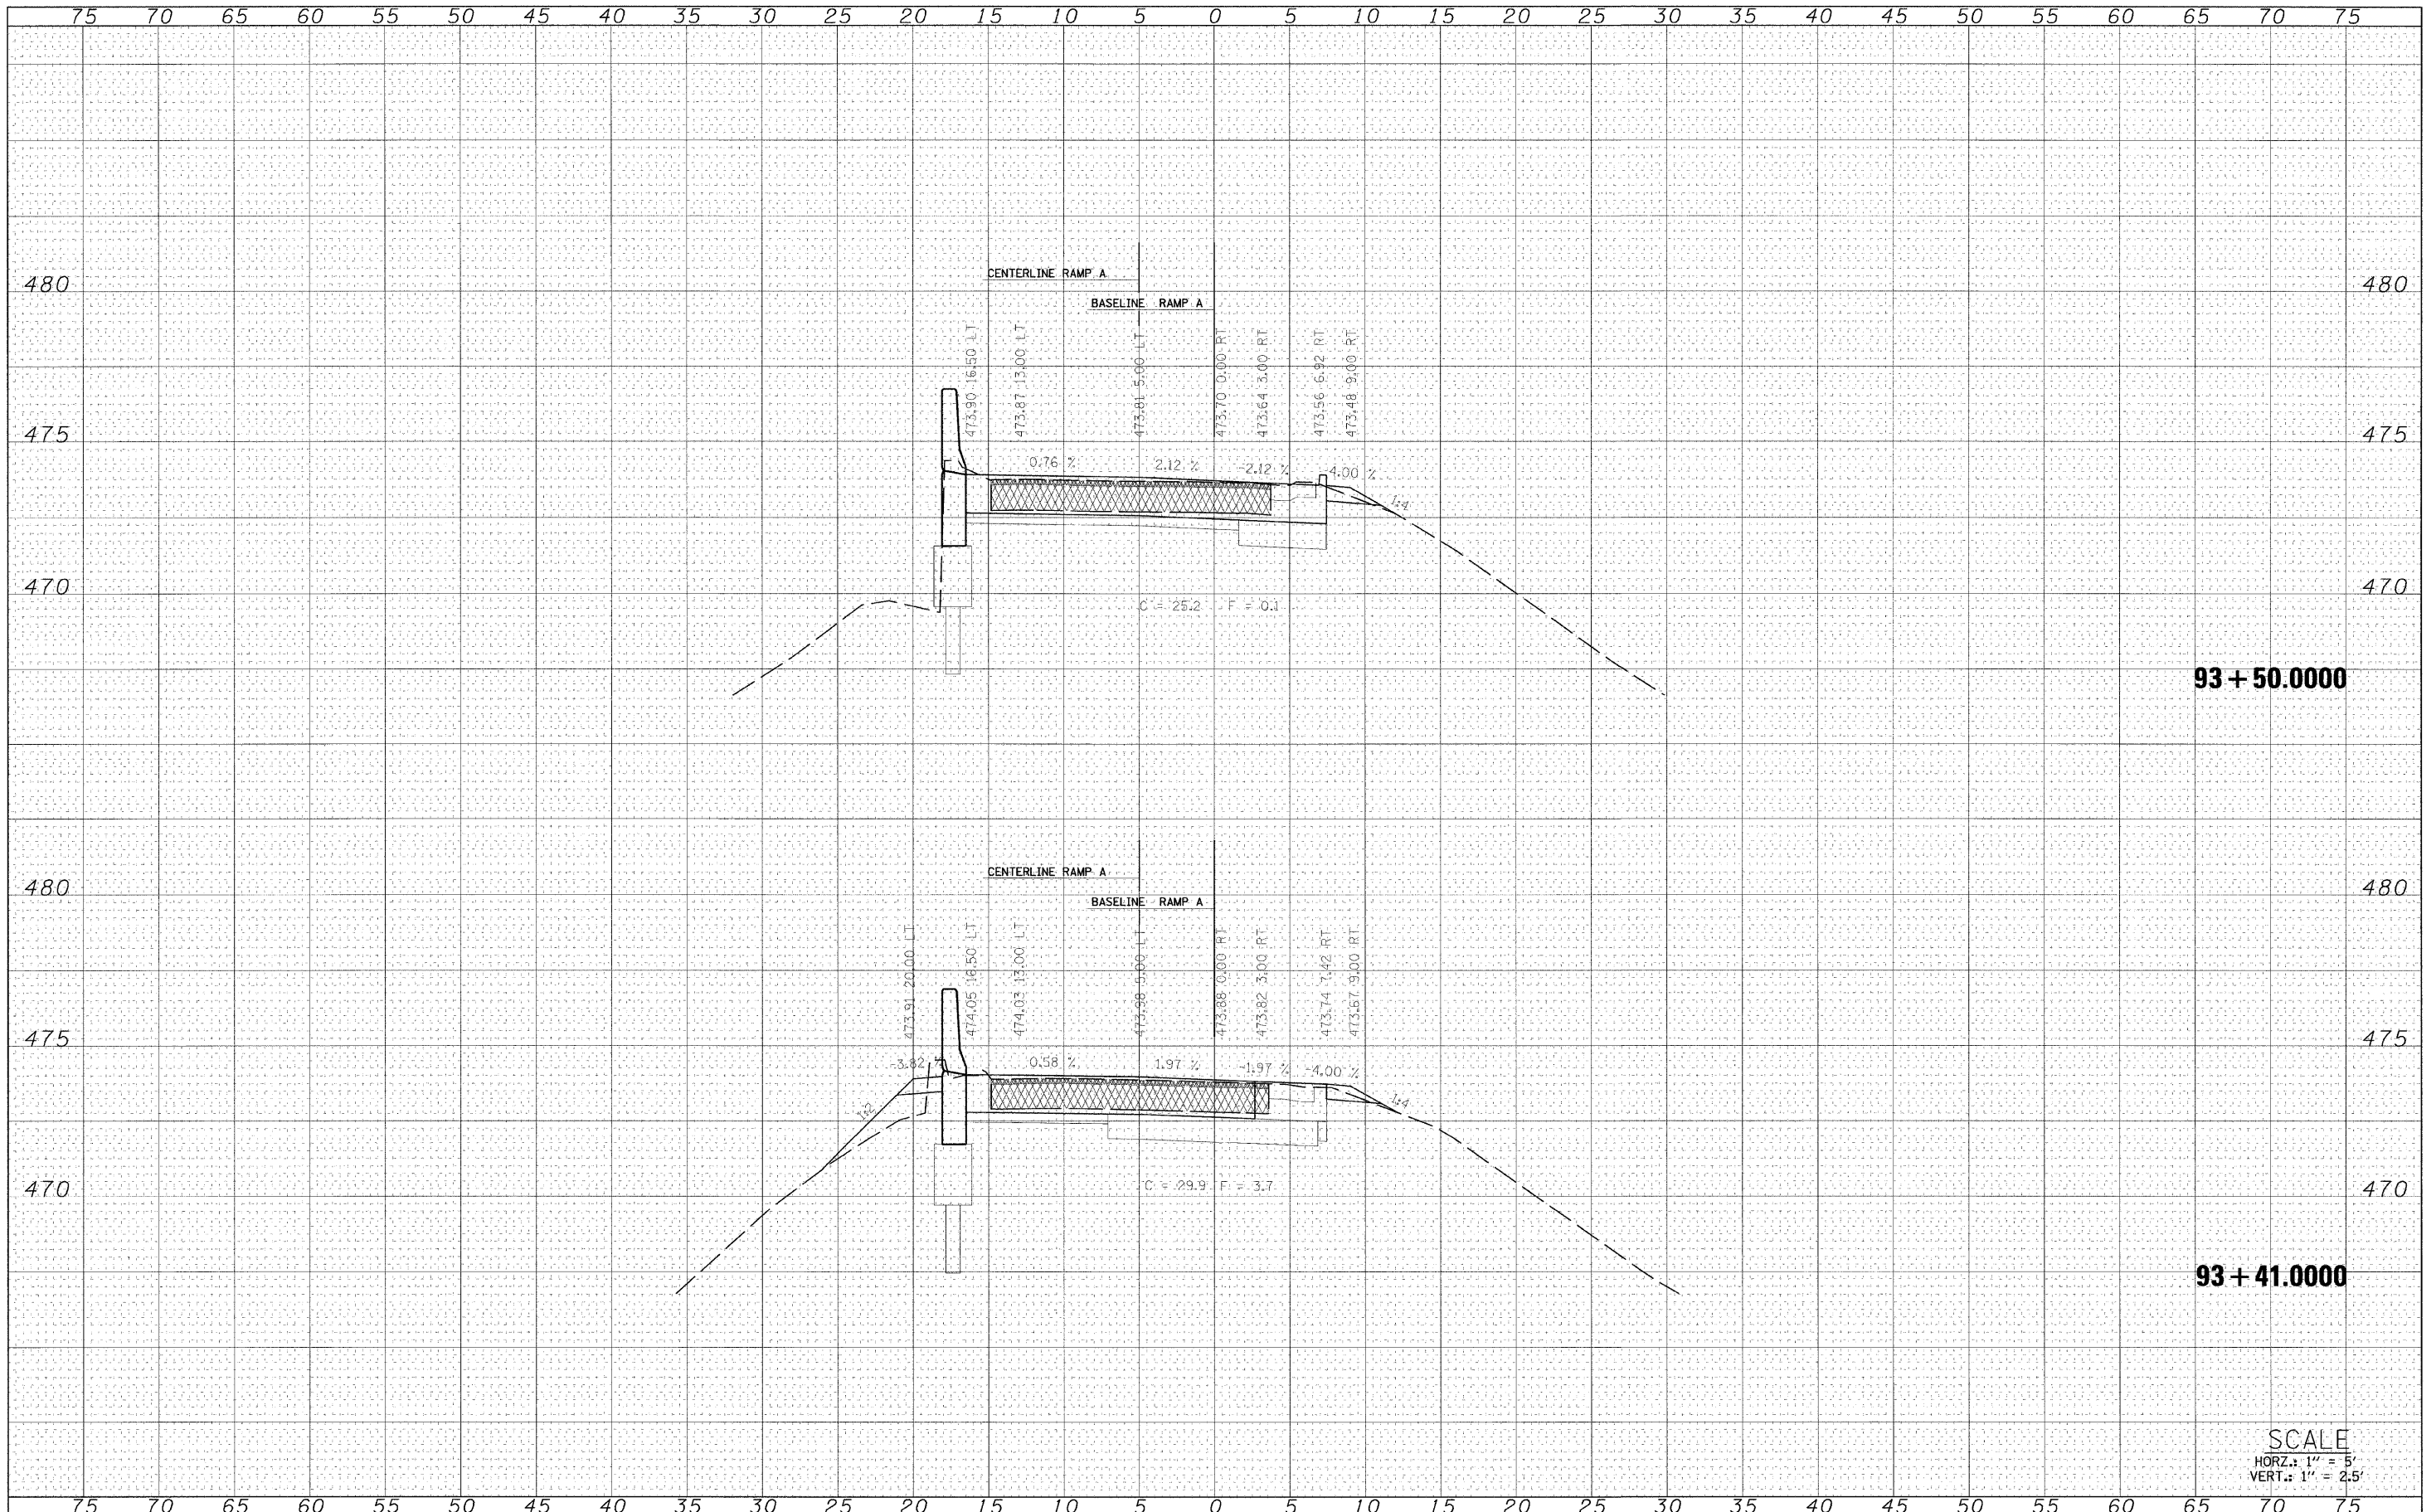 75 70 65 60 55 50 45 40 35 30 25 20 15 10 5 0 5 10 15 20 25 30 35 40 45 50 55 60 65 70 75
CENTERLINE RAMP A
480 480
BASELINE RAMP A
473.90 16.50 LT
473.87 13.00 LT
473.81 5.00 LT
473.70 0.00 RT
473.64 3.00 RT
473.56 6.92 RT
473.48 9.00 RT
475 475
0.76 % 2.12 % -2.12 % -4.00 %
1:4
470 470
C = 25.2 F = 0.1
93+50.0000
CENTERLINE RAMP A
480 480
BASELINE RAMP A
473.91 20.00 LT
474.05 16.50 LT
474.03 13.00 LT
473.98 5.00 LT
473.88 0.00 RT
473.82 3.00 RT
473.74 7.42 RT
473.67 9.00 RT
475 475
-3.82 % 0.58 % 1.97 % -1.97 % -4.00 %
1:2 1:4
470 470
C = 29.9 F = 3.7
93+41.0000
SCALE
HORZ.: 1" = 5'
VERT.: 1" = 2.5'
75 70 65 60 55 50 45 40 35 30 25 20 15 10 5 0 5 10 15 20 25 30 35 40 45 50 55 60 65 70 75